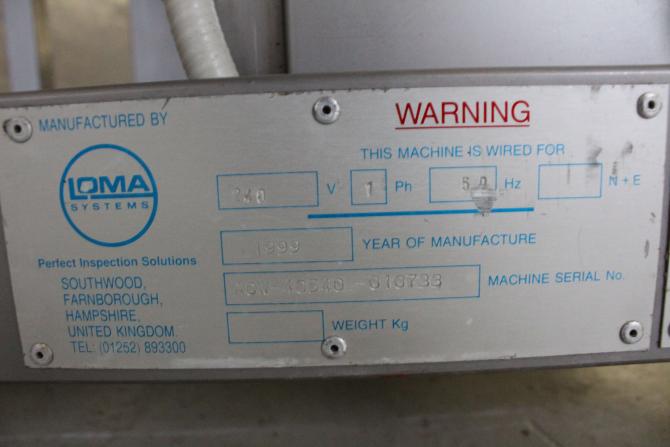 MANUFACTURED BY
LOMA
SYSTEMS
Perfect Inspection Solutions
SOUTHWOOD,
FARNBOROUGH,
HAMPSHIRE,
UNITED KINGDOM.
TEL: (01252) 893300
WARNING
THIS MACHINE IS WIRED FOR
240 V 1 Ph 50 Hz N + E
1999 YEAR OF MANUFACTURE
MACHINE SERIAL No.
WEIGHT Kg